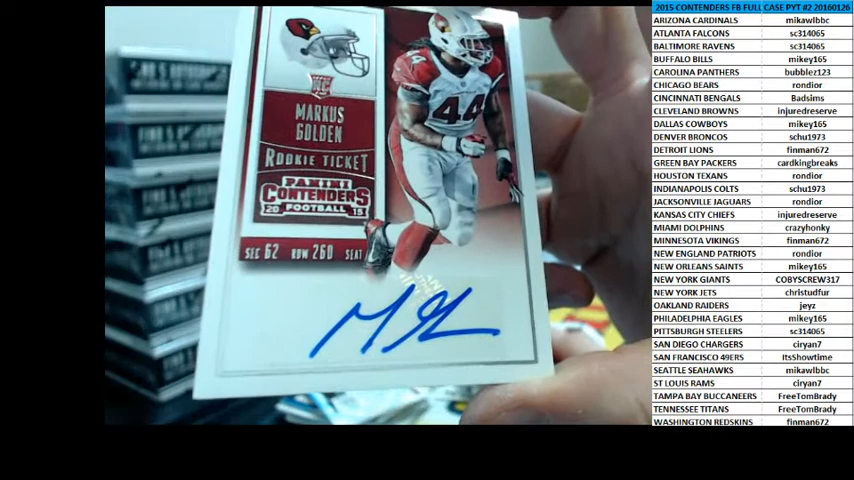 RC
MARKUS
GOLDEN
ROOKIE TICKET
PANINI
CONTENDERS
20 FOOTBALL 15
SEC 62 ROW 260 SEAT
44
2015 CONTENDERS FB FULL CASE PYT #2 20160126
ARIZONA CARDINALS mikawlbbc
ATLANTA FALCONS sc314065
BALTIMORE RAVENS sc314065
BUFFALO BILLS mikey165
CAROLINA PANTHERS bubblez123
CHICAGO BEARS rondior
CINCINNATI BENGALS Badsims
CLEVELAND BROWNS injuredreserve
DALLAS COWBOYS mikey165
DENVER BRONCOS schu1973
DETROIT LIONS finman672
GREEN BAY PACKERS cardkingbreaks
HOUSTON TEXANS rondior
INDIANAPOLIS COLTS schu1973
JACKSONVILLE JAGUARS rondior
KANSAS CITY CHIEFS injuredreserve
MIAMI DOLPHINS crazyhonky
MINNESOTA VIKINGS finman672
NEW ENGLAND PATRIOTS rondior
NEW ORLEANS SAINTS mikey165
NEW YORK GIANTS COBYSCREW317
NEW YORK JETS christudfur
OAKLAND RAIDERS jeyz
PHILADELPHIA EAGLES mikey165
PITTSBURGH STEELERS sc314065
SAN DIEGO CHARGERS ciryan7
SAN FRANCISCO 49ERS ItsShowtime
SEATTLE SEAHAWKS mikawlbbc
ST LOUIS RAMS ciryan7
TAMPA BAY BUCCANEERS FreeTomBrady
TENNESSEE TITANS FreeTomBrady
WASHINGTON REDSKINS finman672